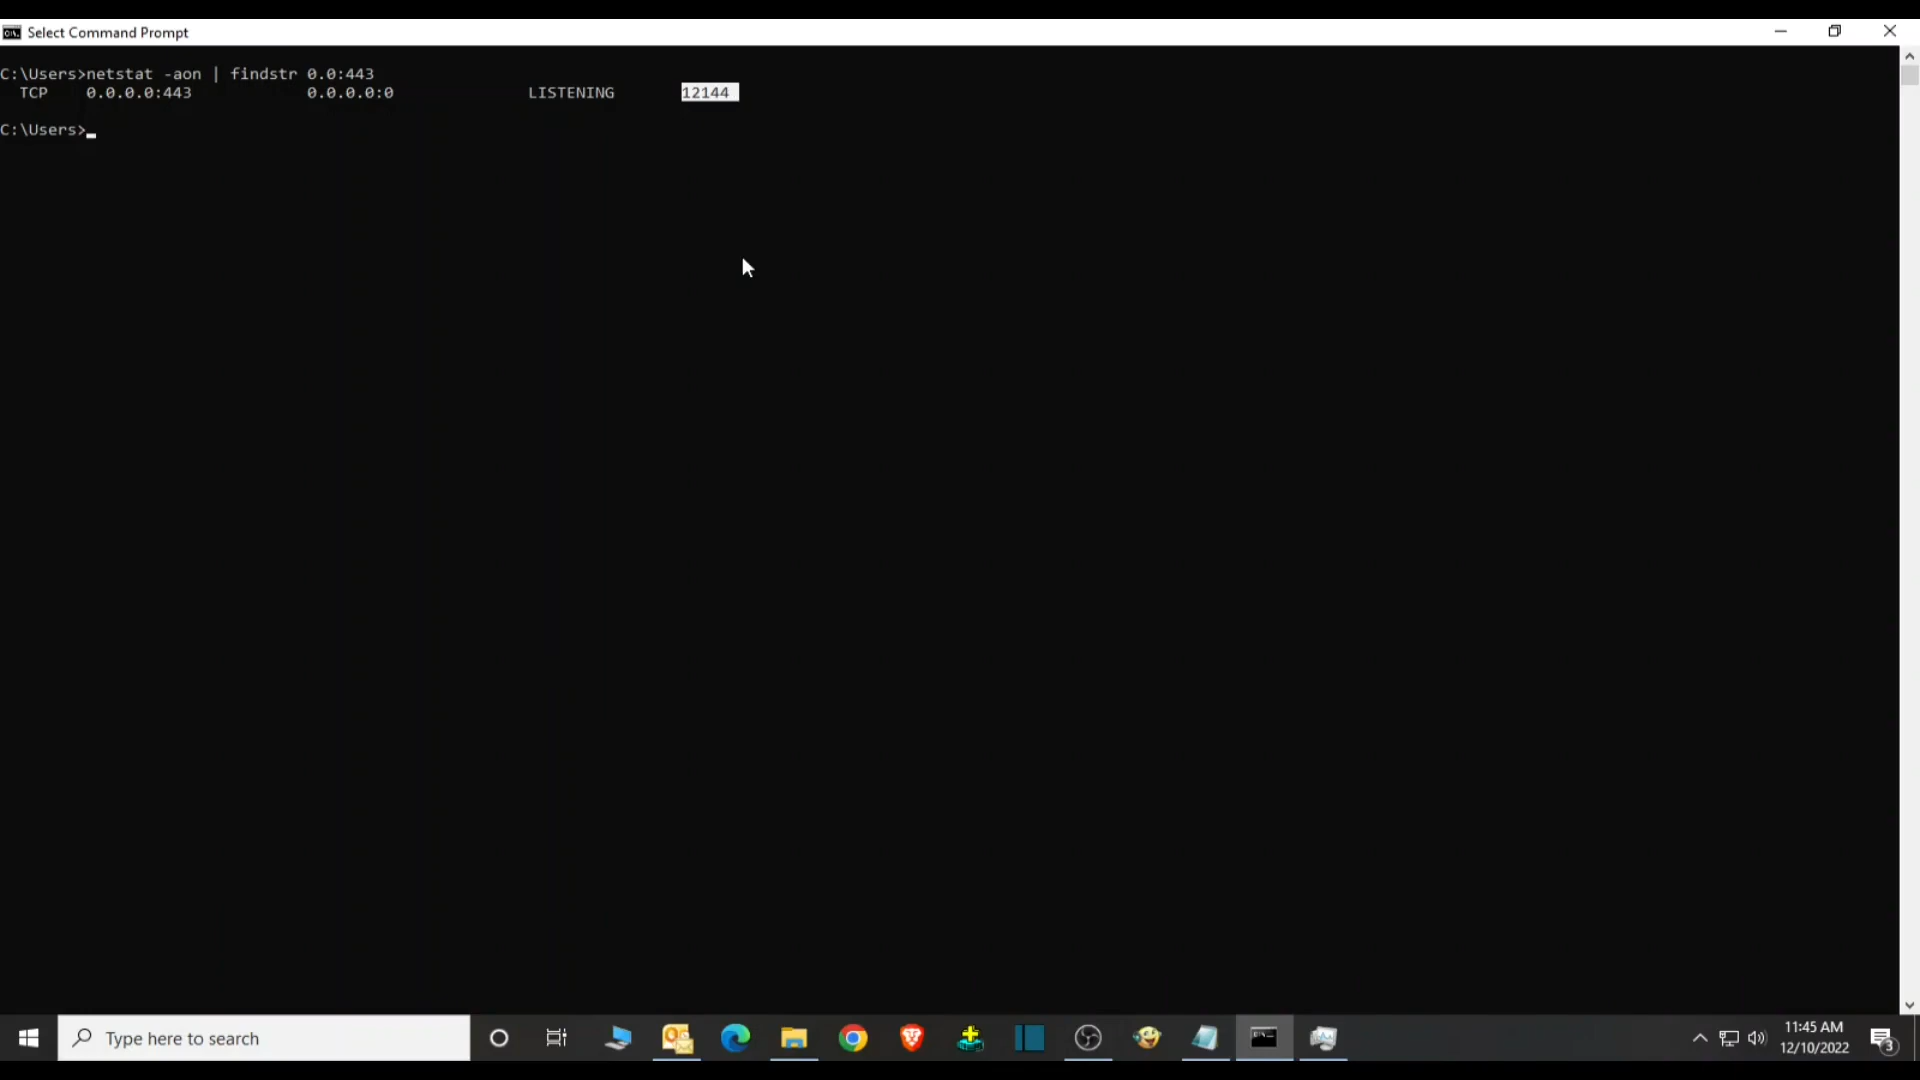 Select Command Prompt
C:\Users>netstat -aon | findstr 0.0:443
TCP 0.0.0.0:443 0.0.0.0:0 LISTENING 12144
C:\Users>
Type here to search
11:45 AM
12/10/2022
3